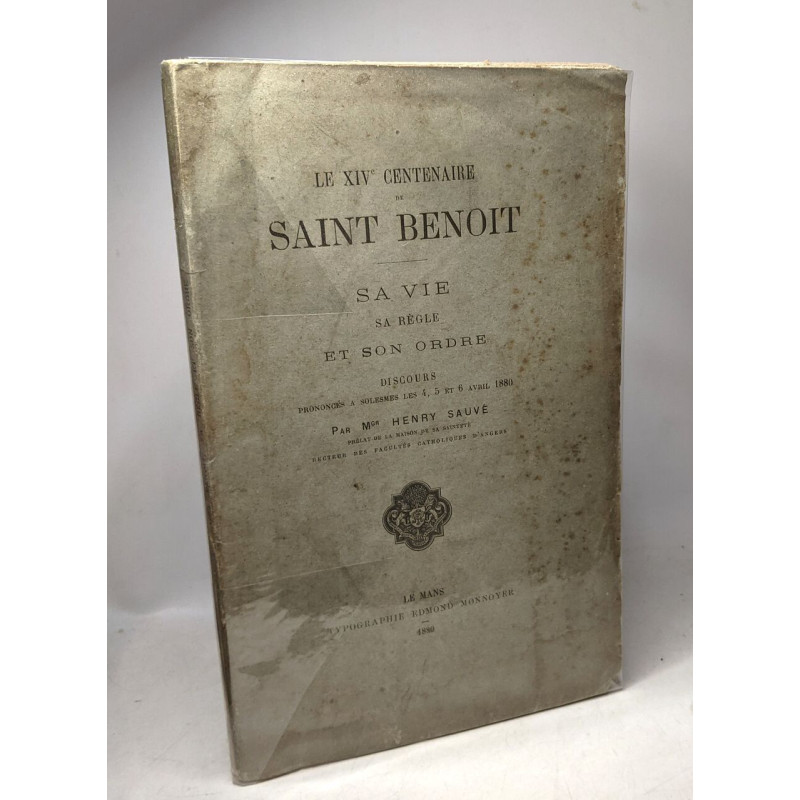 LE XIVᵉ CENTENAIRE
DE
SAINT BENOIT
SA VIE
SA RÈGLE
ET SON ORDRE
DISCOURS
PRONONCÉS A SOLESMES LES 4, 5 ET 6 AVRIL 1880
PAR Mᴳᴿ HENRY SAUVÉ
PRÉLAT DE LA MAISON DE SA SAINTETÉ
RECTEUR DES FACULTÉS CATHOLIQUES D'ANGERS
LE MANS
TYPOGRAPHIE EDMOND MONNOYER
1880